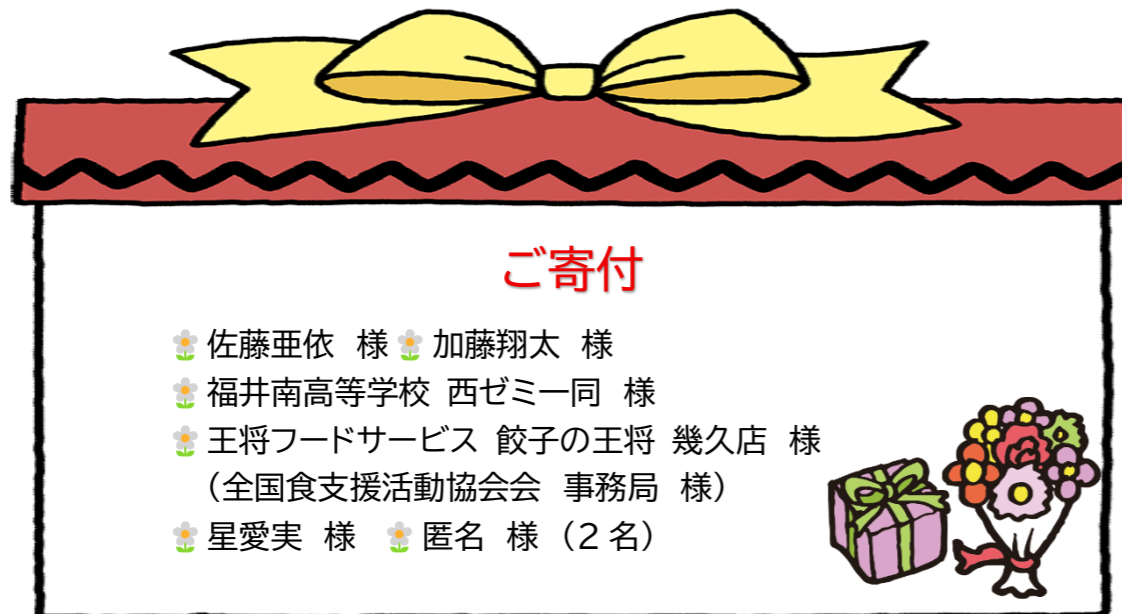 ご寄付
佐藤亜依 様 加藤翔太 様
福井南高等学校 西ゼミ一同 様
王将フードサービス 餃子の王将 幾久店 様
（全国食支援活動協会会 事務局 様）
星愛実 様 匿名 様（２名）